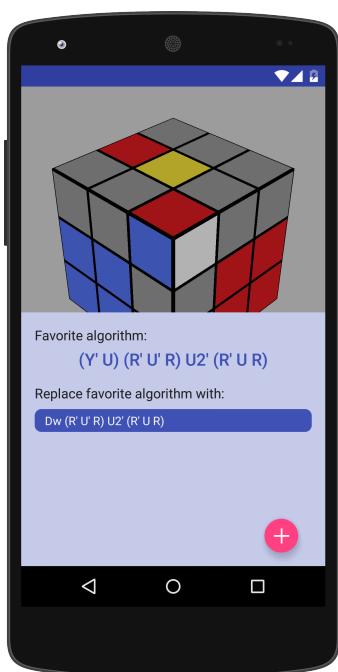 Favorite algorithm:
(Y' U) (R' U' R) U2' (R' U R)
Replace favorite algorithm with:
Dw (R' U' R) U2' (R' U R)